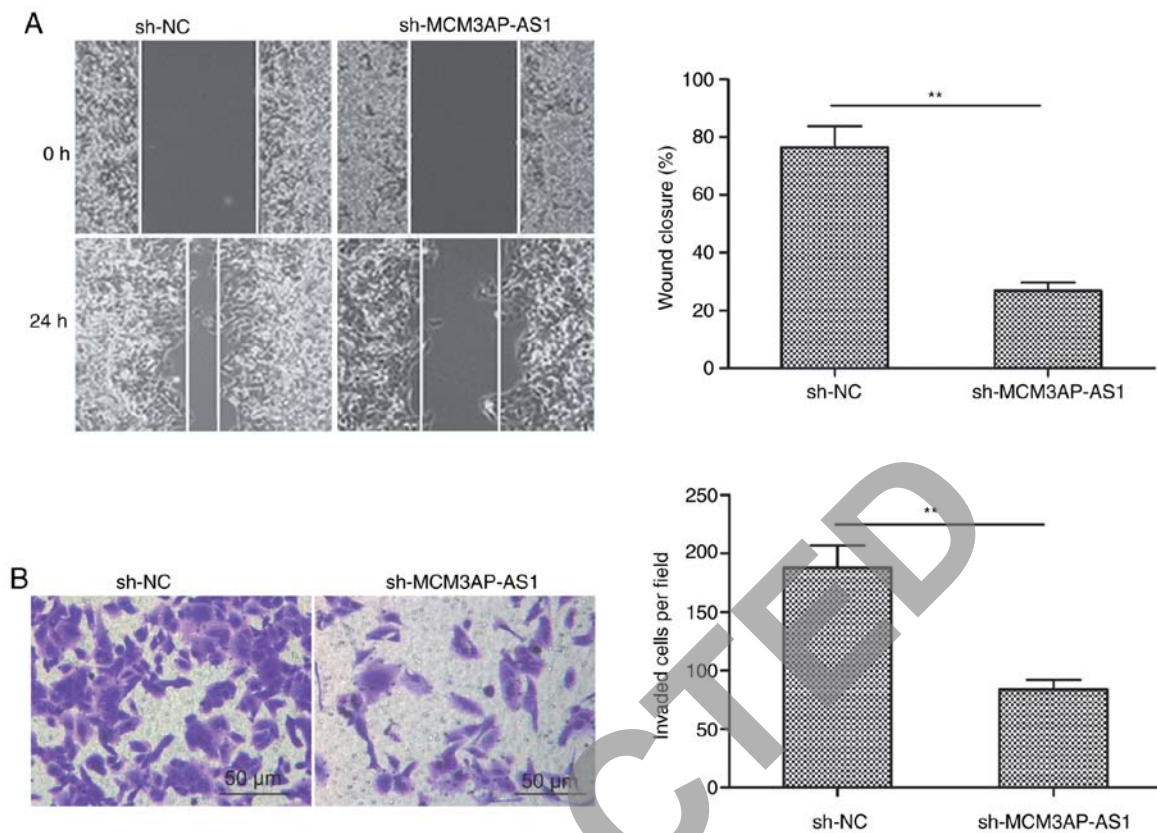 A
sh-NC
sh-MCM3AP-AS1
0 h
24 h
100
80
60
40
20
0
Wound closure (%)
**
sh-NC
sh-MCM3AP-AS1
B
sh-NC
sh-MCM3AP-AS1
50 µm
50 µm
250
200
150
100
50
0
Invaded cells per field
**
sh-NC
sh-MCM3AP-AS1
CTED